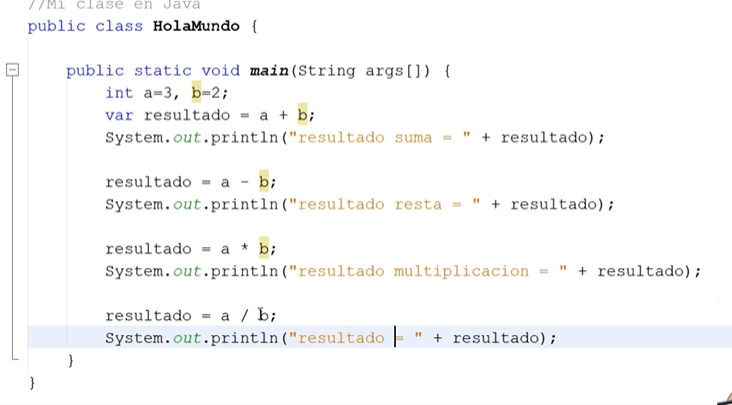 //Mi clase en Java
public class HolaMundo {
public static void main(String args[]) {
int a=3, b=2;
var resultado = a + b;
System.out.println("resultado suma = " + resultado);
resultado = a - b;
System.out.println("resultado resta = " + resultado);
resultado = a * b;
System.out.println("resultado multiplicacion = " + resultado);
resultado = a / b;
System.out.println("resultado = " + resultado);
}
}